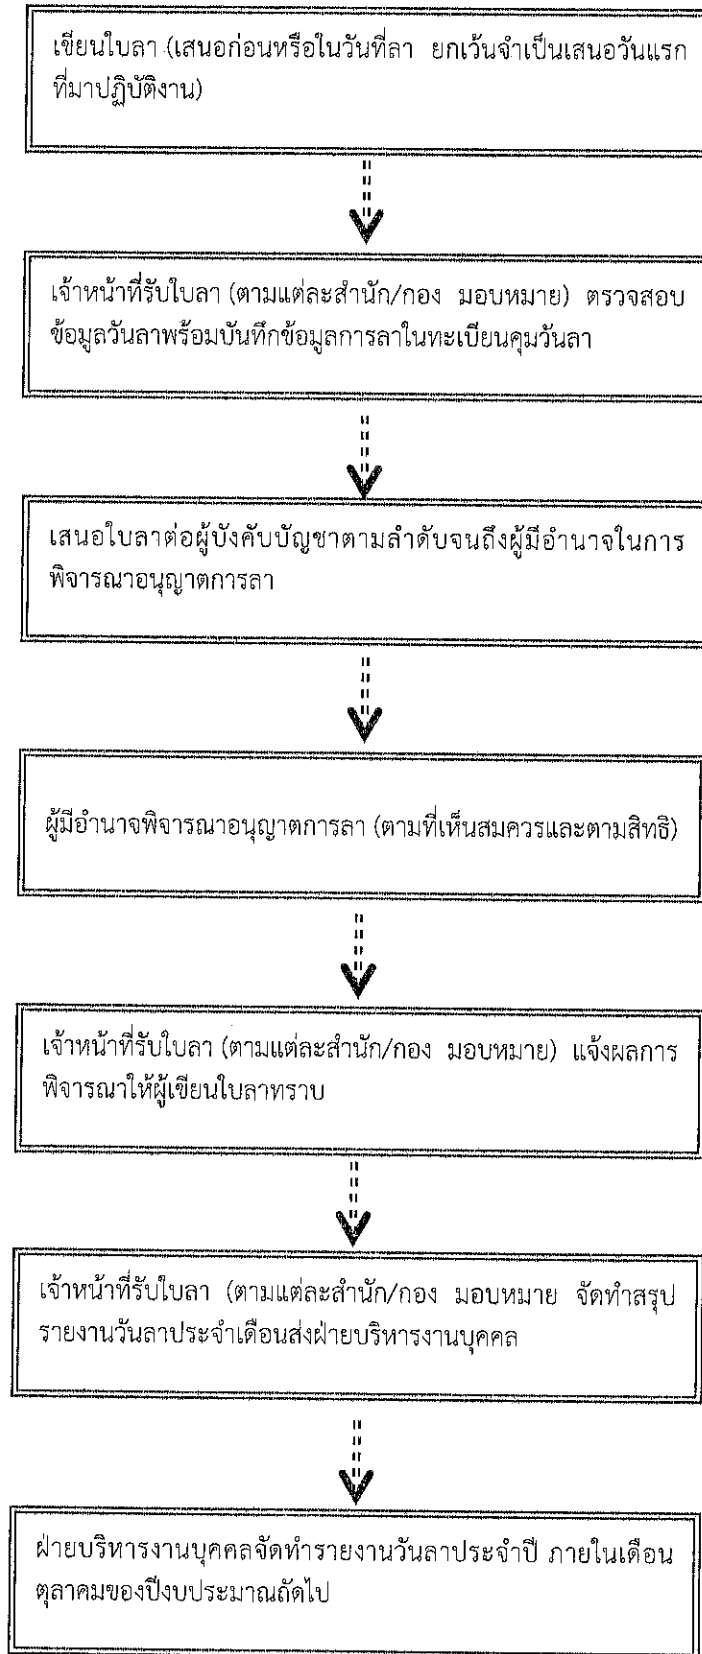 เขียนใบลา (เสนอก่อนหรือในวันที่ลา ยกเว้นจำเป็นเสนอวันแรก
ที่มาปฏิบัติงาน)
เจ้าหน้าที่รับใบลา (ตามแต่ละสำนัก/กอง มอบหมาย) ตรวจสอบ
ข้อมูลวันลาพร้อมบันทึกข้อมูลการลาในทะเบียนคุมวันลา
เสนอใบลาต่อผู้บังคับบัญชาตามลำดับจนถึงผู้มีอำนาจในการ
พิจารณาอนุญาตการลา
ผู้มีอำนาจพิจารณาอนุญาตการลา (ตามที่เห็นสมควรและตามสิทธิ)
เจ้าหน้าที่รับใบลา (ตามแต่ละสำนัก/กอง มอบหมาย) แจ้งผลการ
พิจารณาให้ผู้เขียนใบลาทราบ
เจ้าหน้าที่รับใบลา (ตามแต่ละสำนัก/กอง มอบหมาย จัดทำสรุป
รายงานวันลาประจำเดือนส่งฝ่ายบริหารงานบุคคล
ฝ่ายบริหารงานบุคคลจัดทำรายงานวันลาประจำปี ภายในเดือน
ตุลาคมของปีงบประมาณถัดไป